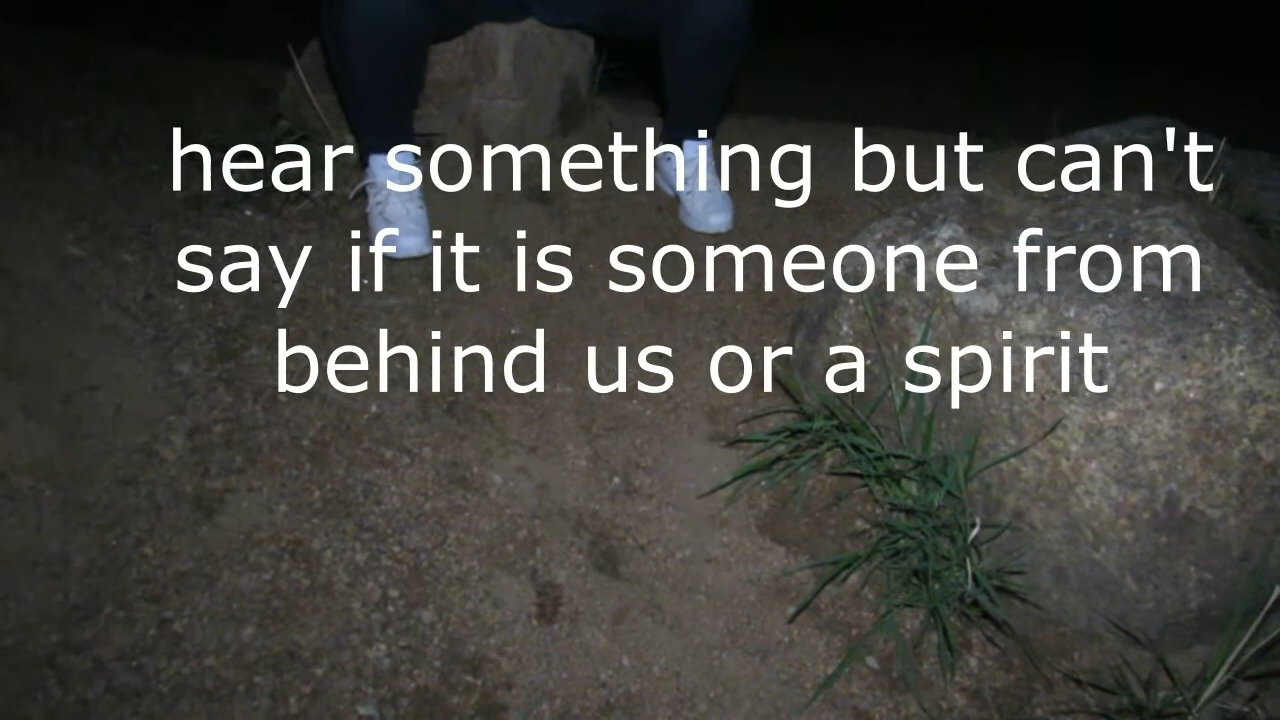 hear something but can't
say if it is someone from
behind us or a spirit